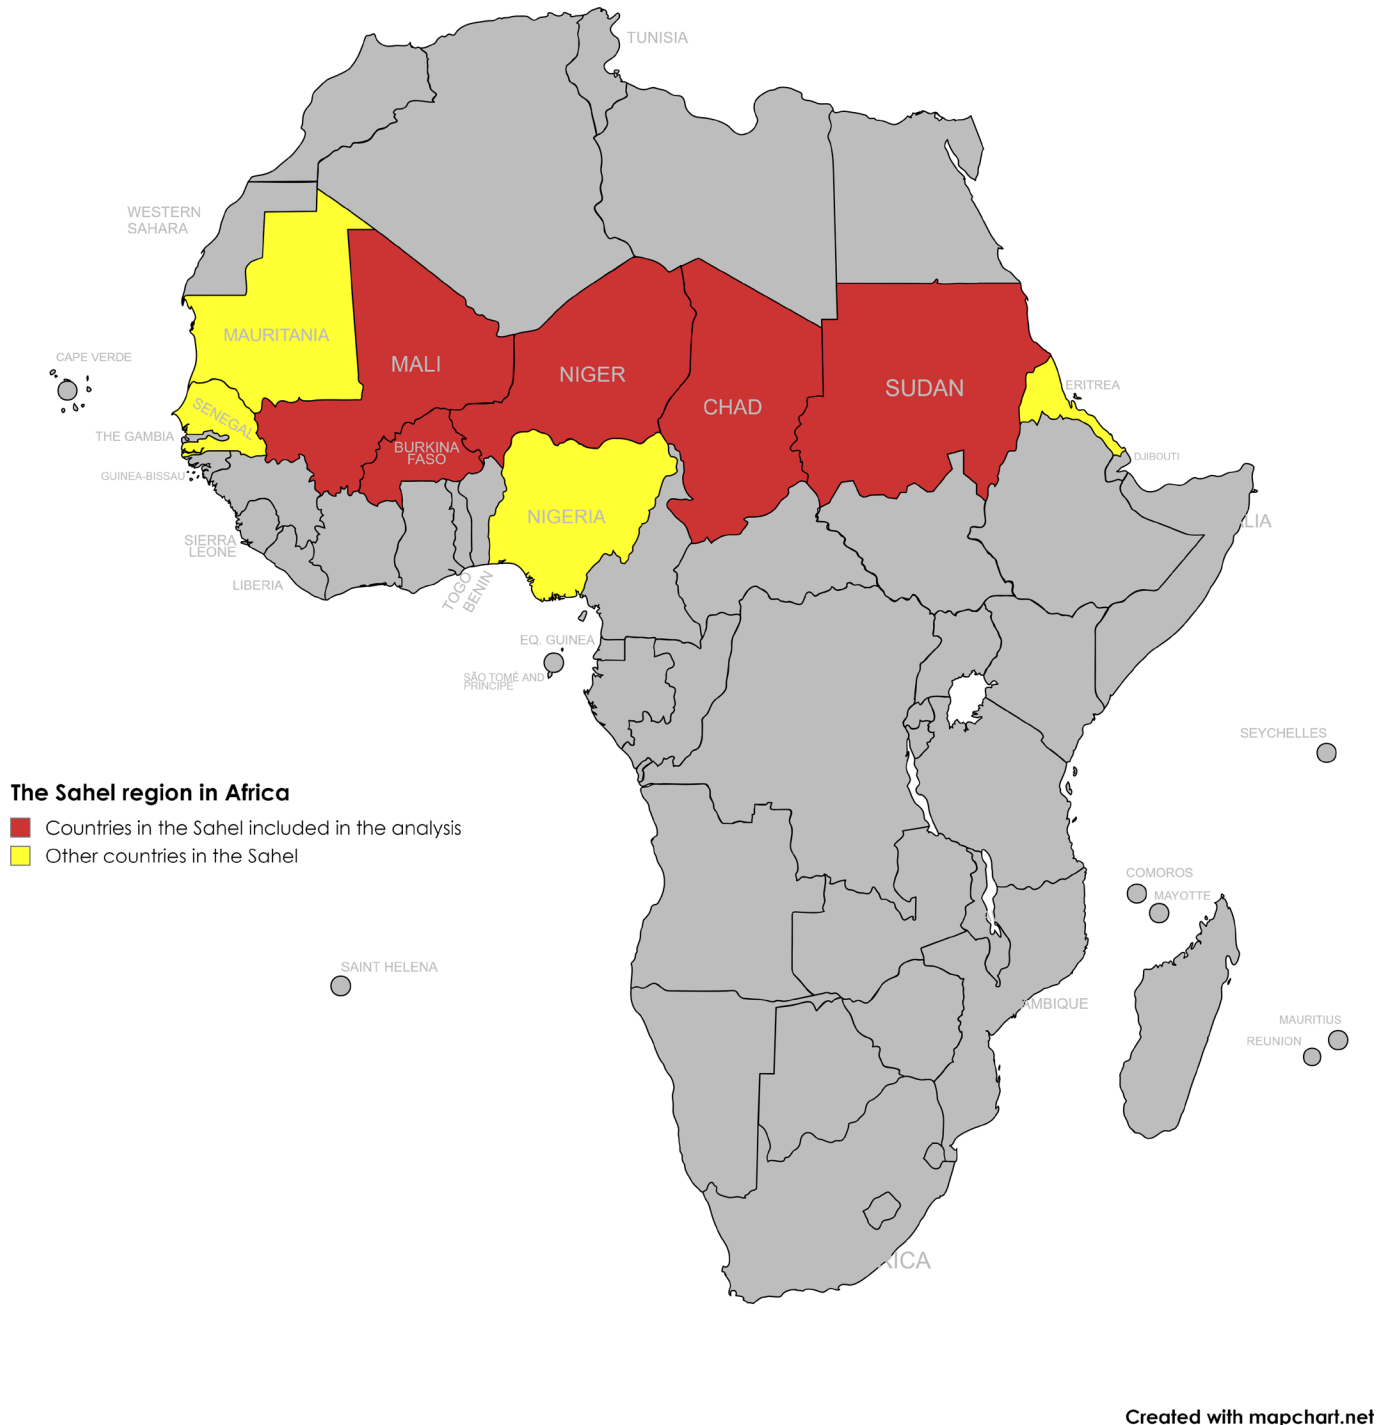 TUNISIA
WESTERN
SAHARA
MAURITANIA
CAPE VERDE
MALI
NIGER
CHAD
SUDAN
ERITREA
SENEGAL
THE GAMBIA
BURKINA
FASO
DJIBOUTI
GUINEA-BISSAU
NIGERIA
ALIA
SIERRA
LEONE
LIBERIA
TOGO
BENIN
EQ. GUINEA
SÃO TOMÉ AND
PRINCIPE
SEYCHELLES
The Sahel region in Africa
Countries in the Sahel included in the analysis
Other countries in the Sahel
COMOROS
MAYOTTE
SAINT HELENA
AMBIQUE
MAURITIUS
REUNION
RICA
Created with mapchart.net